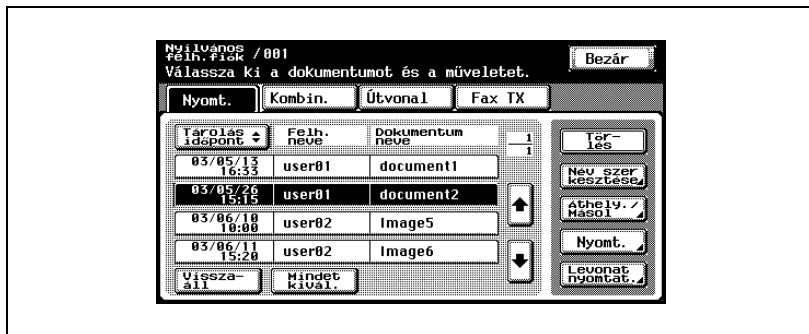 Nyilvános
felh.fiók /001
Válassza ki a dokumentumot és a műveletet.
Bezár
Nyomt.
Kombin.
Útvonal
Fax TX
Tárolás
időpont
Felh.
neve
Dokumentum
neve
1
1
03/05/13
16:33
user01
document1
03/05/26
15:15
user01
document2
03/06/10
10:00
user02
Image5
03/06/11
15:20
user02
Image6
Vissza-
áll
Mindet
kivál.
Tör-
lés
Név szer
kesztése
Áthely./
Másol
Nyomt.
Levonat
nyomtat.